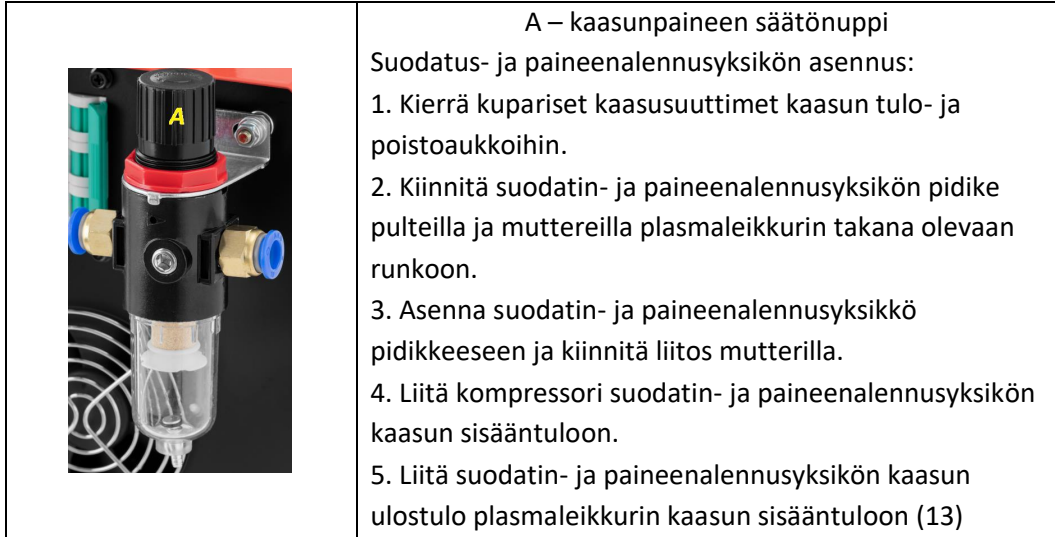 A
A – kaasunpaineen säätönuppi
Suodatus- ja paineenalennusyksikön asennus:
1. Kierrä kupariset kaasusuuttimet kaasun tulo- ja
poistoaukkoihin.
2. Kiinnitä suodatin- ja paineenalennusyksikön pidike
pulteilla ja muttereilla plasmaleikkurin takana olevaan
runkoon.
3. Asenna suodatin- ja paineenalennusyksikkö
pidikkeeseen ja kiinnitä liitos mutterilla.
4. Liitä kompressori suodatin- ja paineenalennusyksikön
kaasun sisääntuloon.
5. Liitä suodatin- ja paineenalennusyksikön kaasun
ulostulo plasmaleikkurin kaasun sisääntuloon (13)